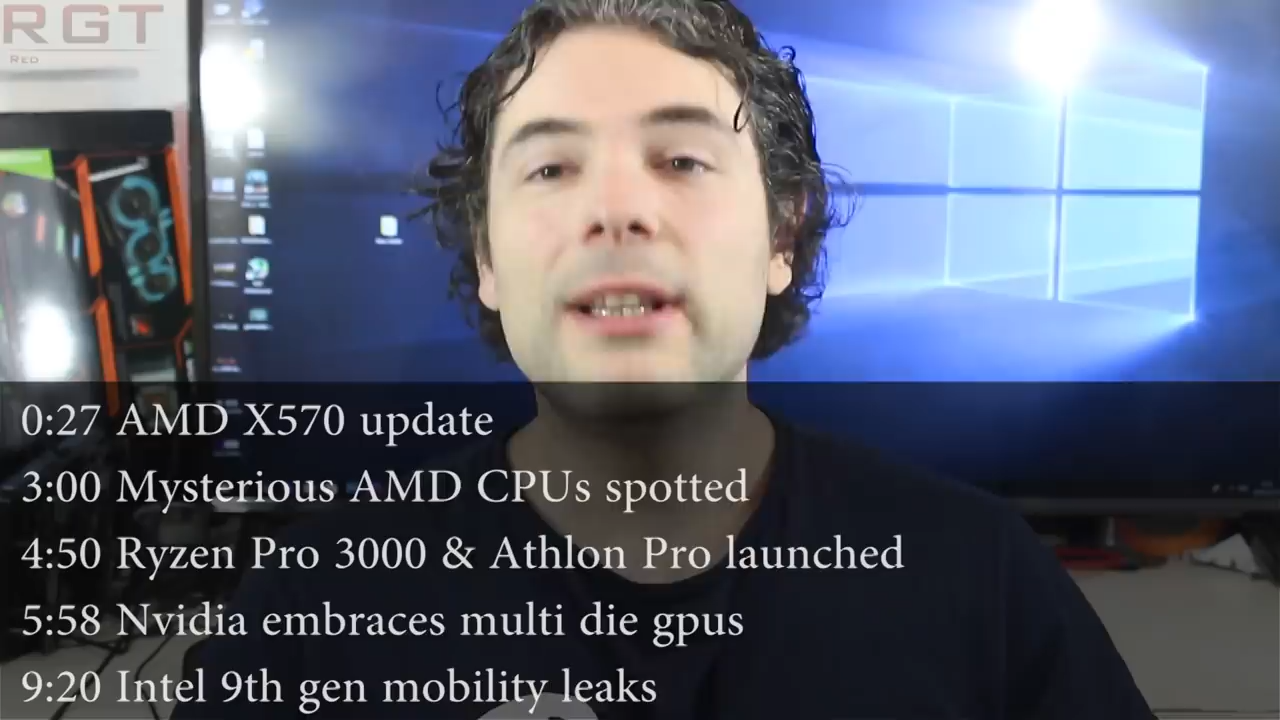 RGT
RED
0:27 AMD X570 update
3:00 Mysterious AMD CPUs spotted
4:50 Ryzen Pro 3000 & Athlon Pro launched
5:58 Nvidia embraces multi die gpus
9:20 Intel 9th gen mobility leaks